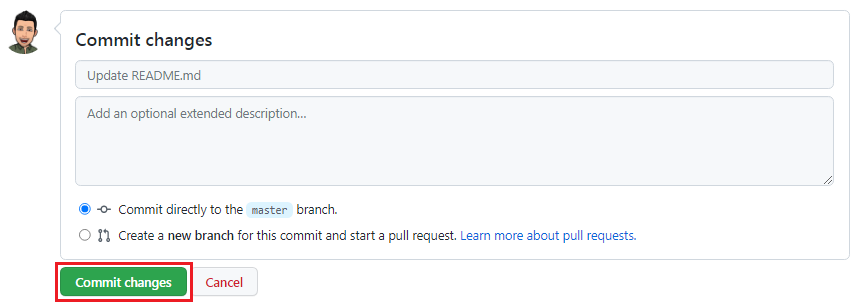 Commit changes
Update README.md
Add an optional extended description...
Commit directly to the master branch.
Create a new branch for this commit and start a pull request. Learn more about pull requests.
Commit changes Cancel